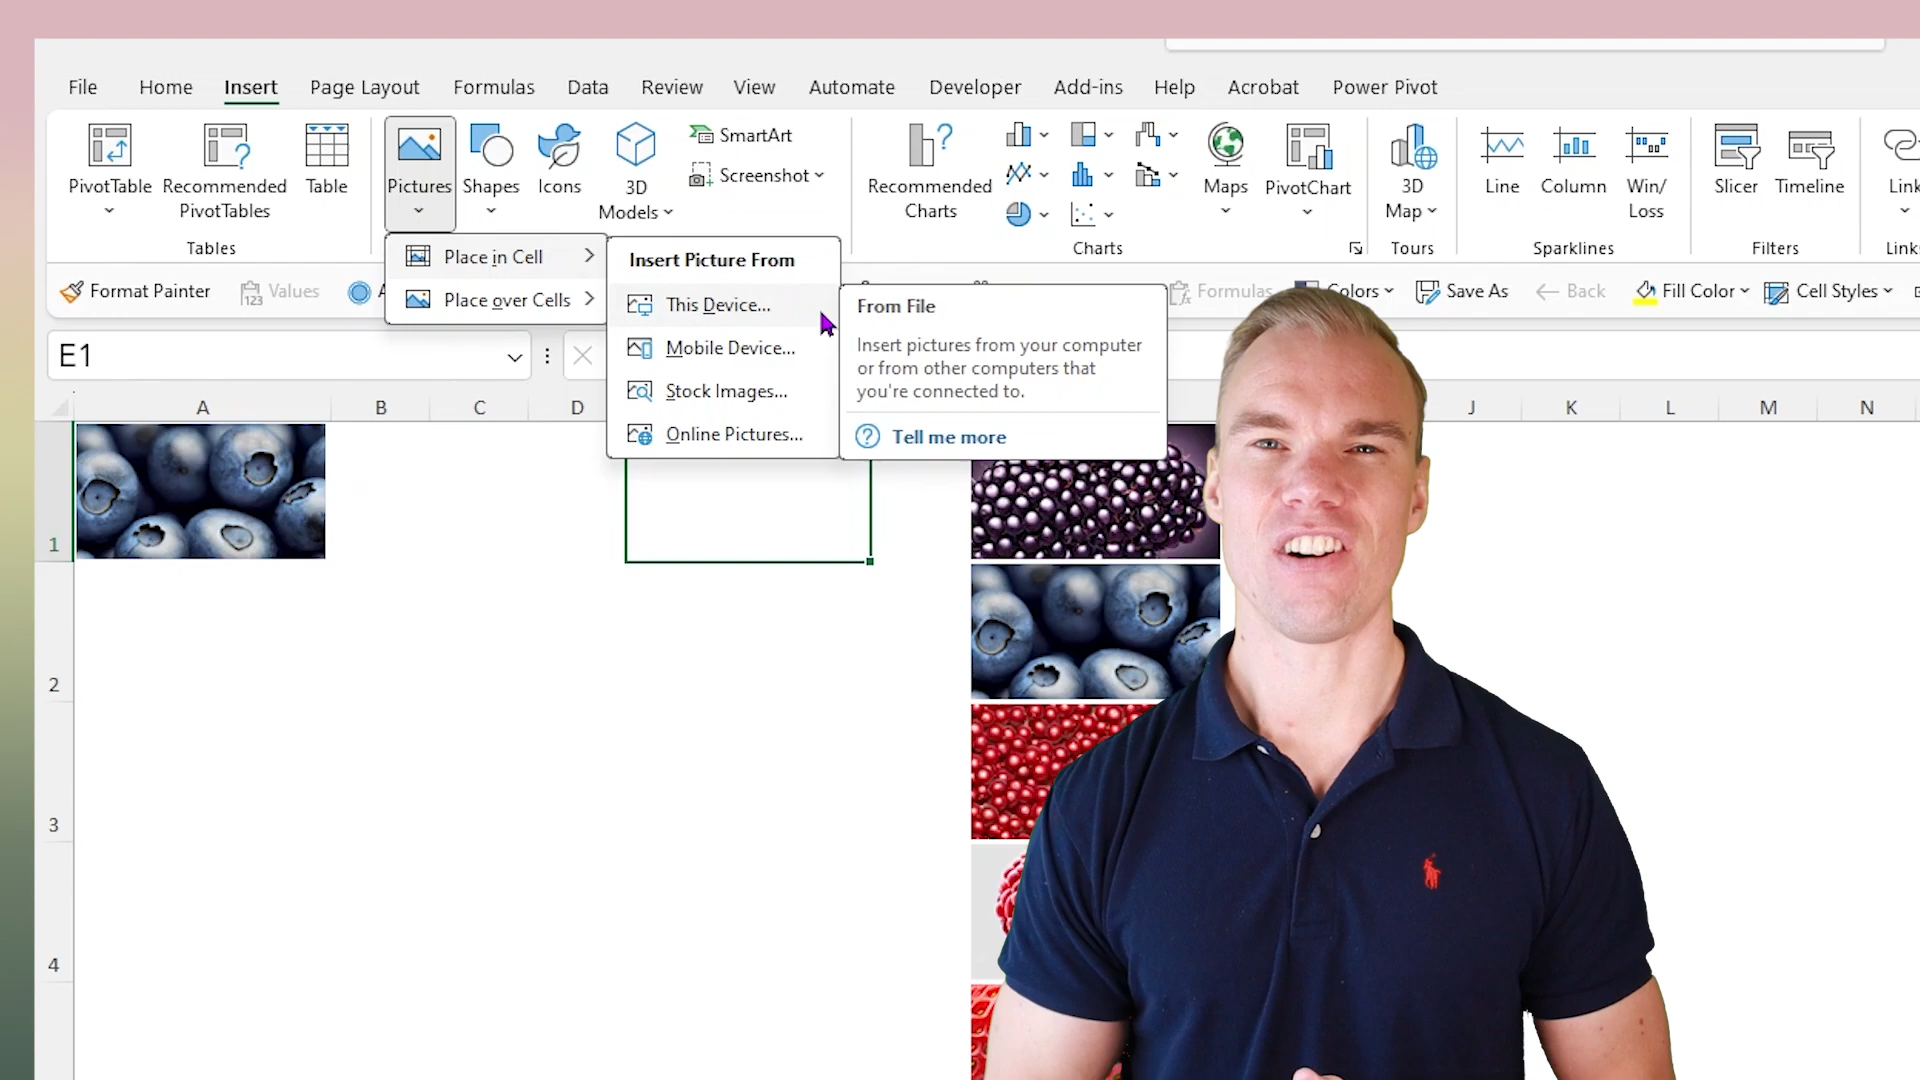 File Home Insert Page Layout Formulas Data Review View Automate Developer Add-ins Help Acrobat Power Pivot
PivotTable
Recommended
PivotTables
Table
Tables
Pictures
Shapes
Icons
3D
Models
SmartArt
Screenshot
Recommended
Charts
Maps
PivotChart
Charts
3D
Map
Tours
Line
Column
Win/
Loss
Sparklines
Slicer
Timeline
Filters
Link
Links
Format Painter
123
Values
Place in Cell
Place over Cells
Insert Picture From
This Device...
Mobile Device...
Stock Images...
Online Pictures...
From File
Insert pictures from your computer
or from other computers that
you're connected to.
Tell me more
Formulas
Colors
Save As
Back
Fill Color
Cell Styles
E1
A B C D J K L M N
1
2
3
4